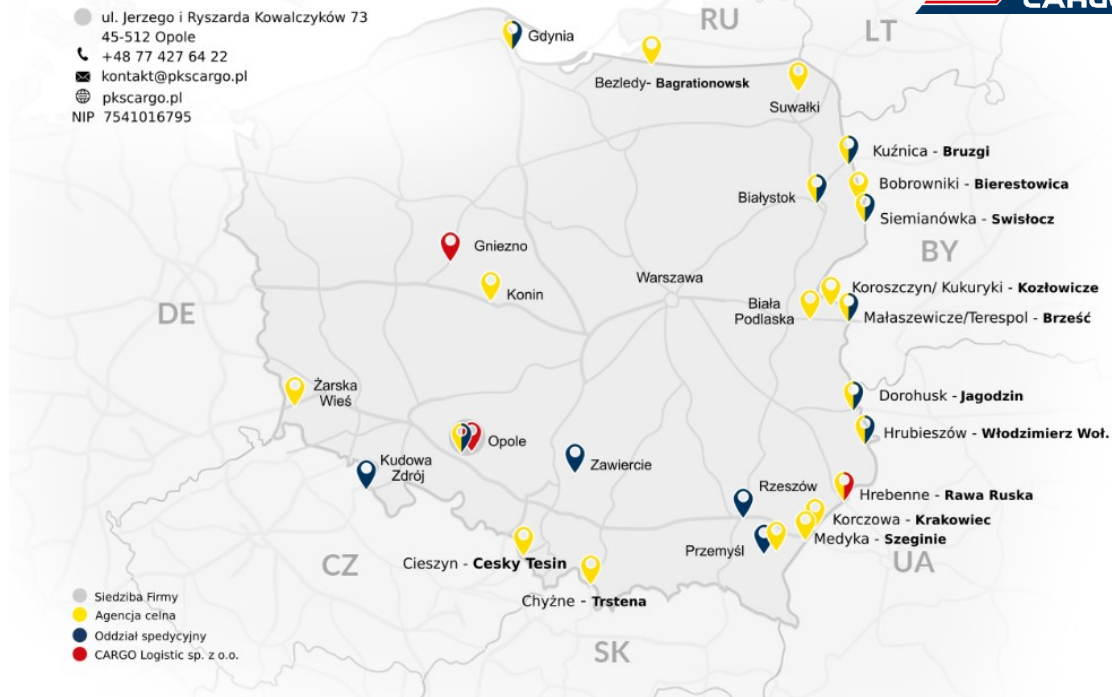 CARGO
ul. Jerzego i Ryszarda Kowalczyków 73
45-512 Opole
+48 77 427 64 22
kontakt@pkscargo.pl
pkscargo.pl
NIP 7541016795
RU
LT
Gdynia
Bezledy- Bagrationowsk
Suwałki
Kuźnica - Bruzgi
Białystok
Bobrowniki - Bierestowica
Siemianówka - Swisłocz
BY
Gniezno
Konin
Warszawa
Koroszczyn/ Kukuryki - Kozłowicze
Biała
Podlaska
Małaszewicze/Terespol - Brześć
DE
Żarska
Wieś
Dorohusk - Jagodzin
Hrubieszów - Włodzimierz Woł.
Opole
Kudowa
Zdrój
Zawiercie
Rzeszów
Hrebenne - Rawa Ruska
Korczowa - Krakowiec
Medyka - Szeginie
Przemyśl
UA
CZ
Cieszyn - Cesky Tesin
Chyżne - Trstena
SK
Siedziba Firmy
Agencja celna
Oddział spedycyjny
CARGO Logistic sp. z o.o.